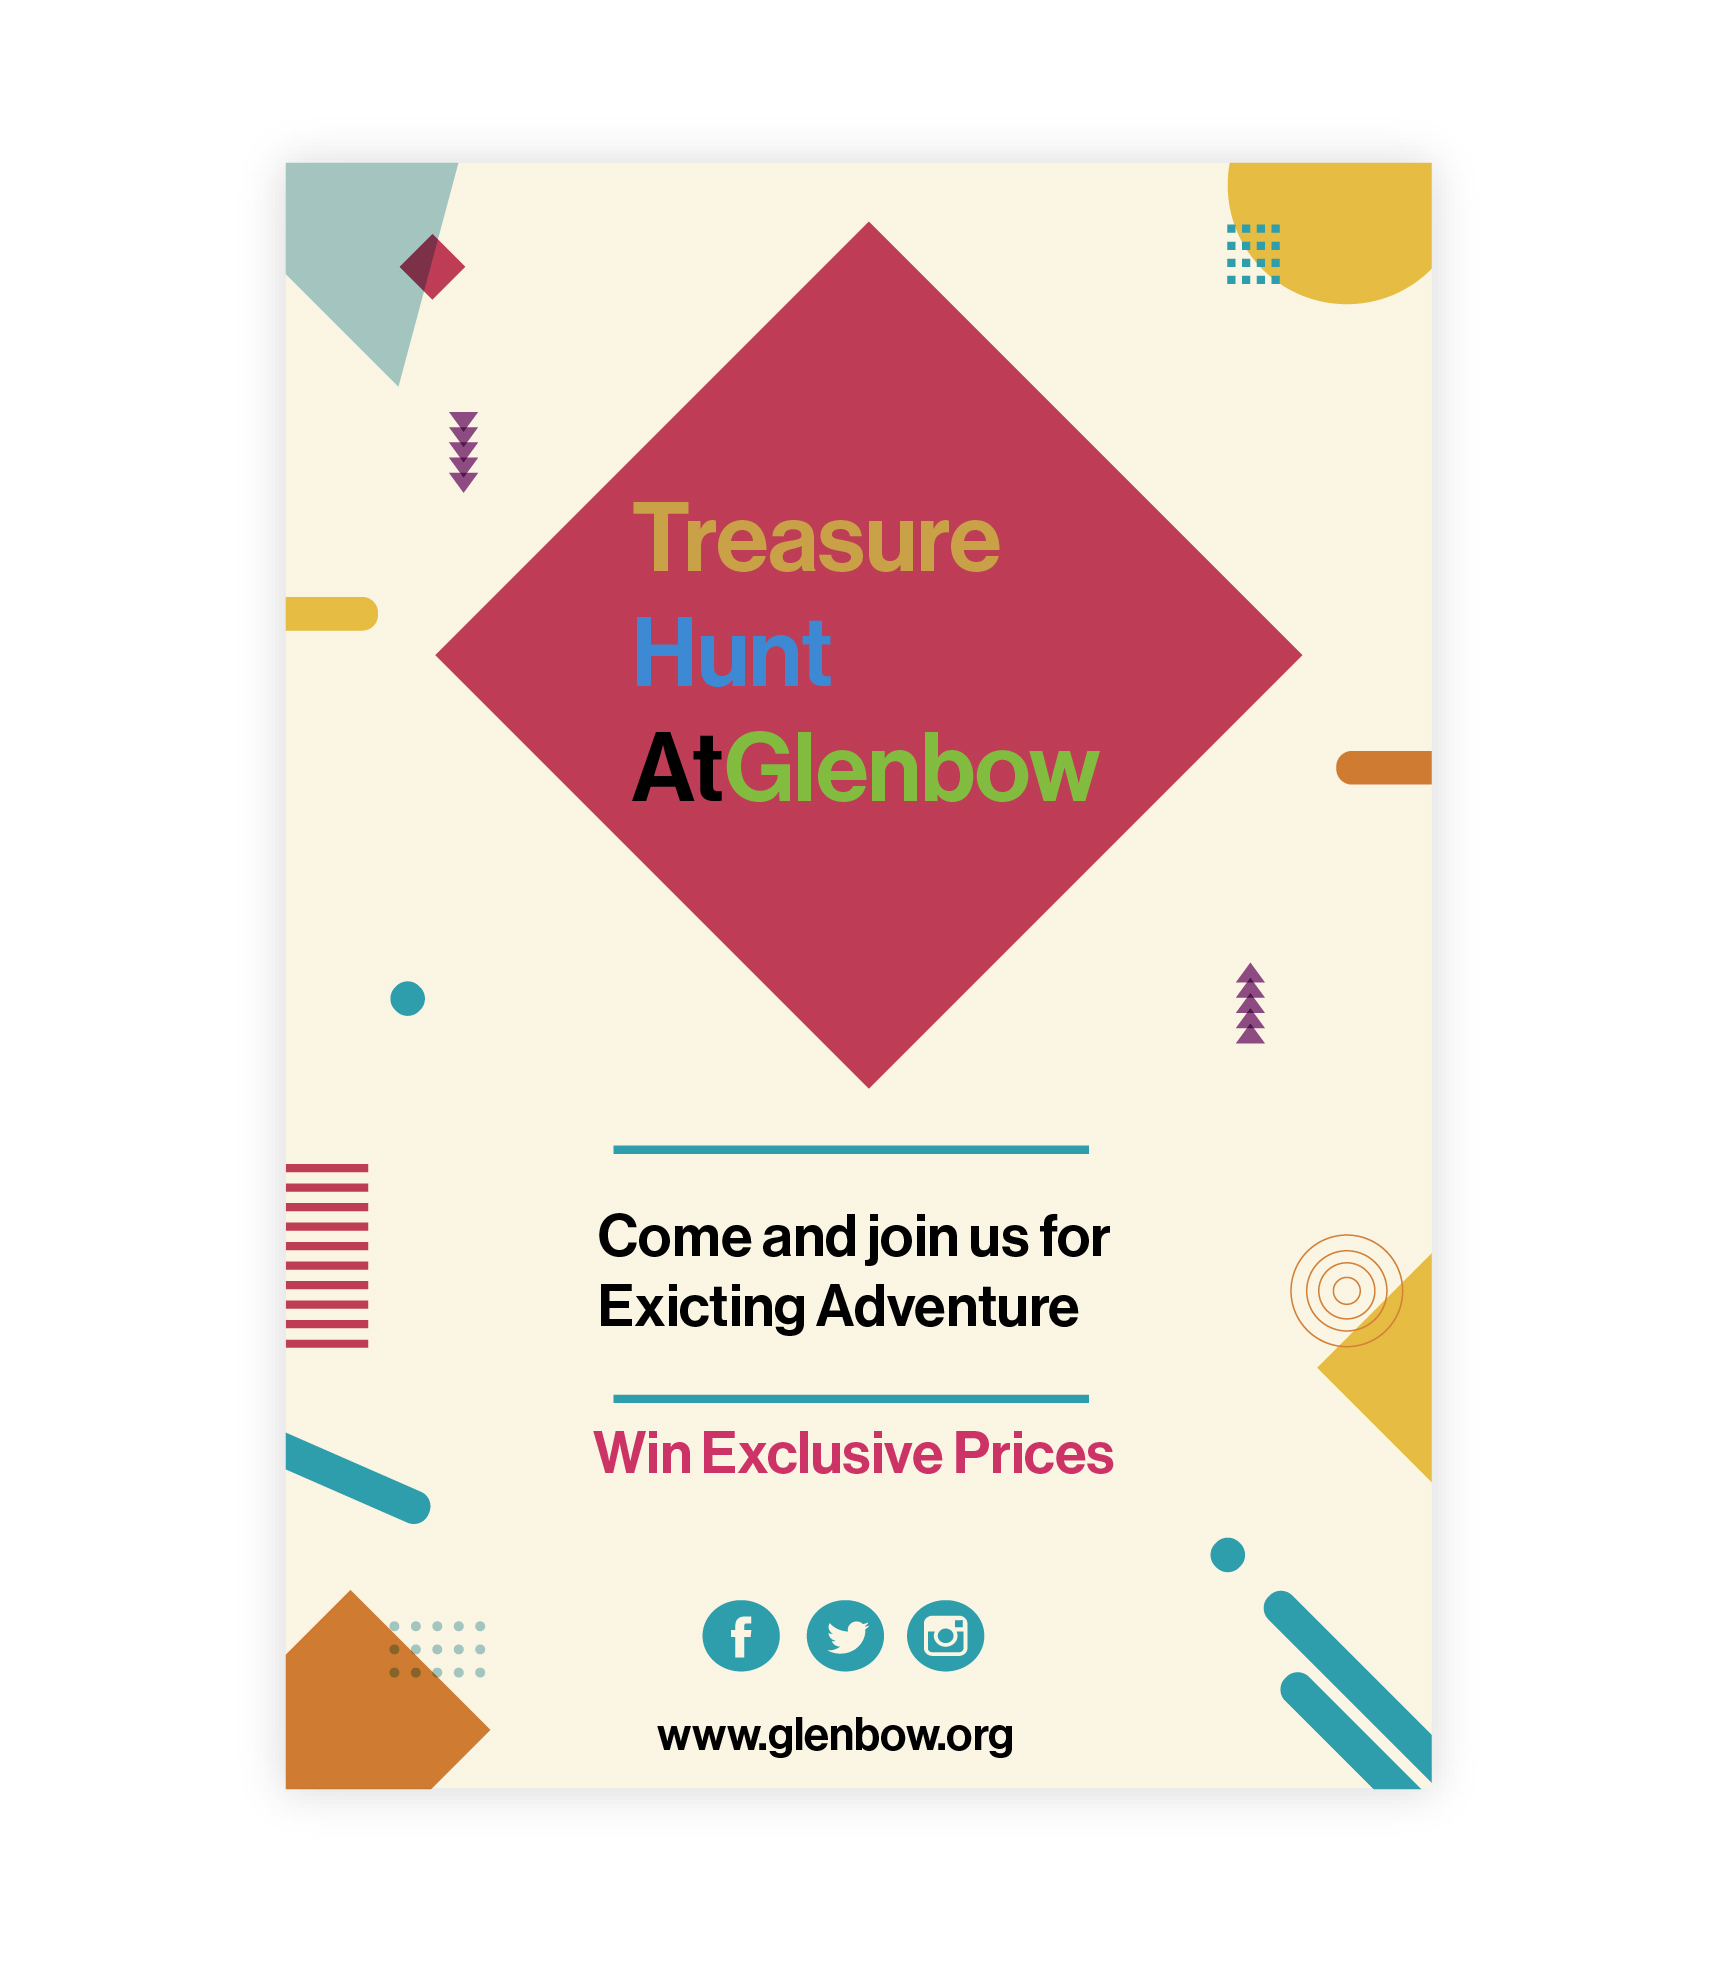 Treasure
Hunt
AtGlenbow
Come and join us for
Exicting Adventure
Win Exclusive Prices
www.glenbow.org